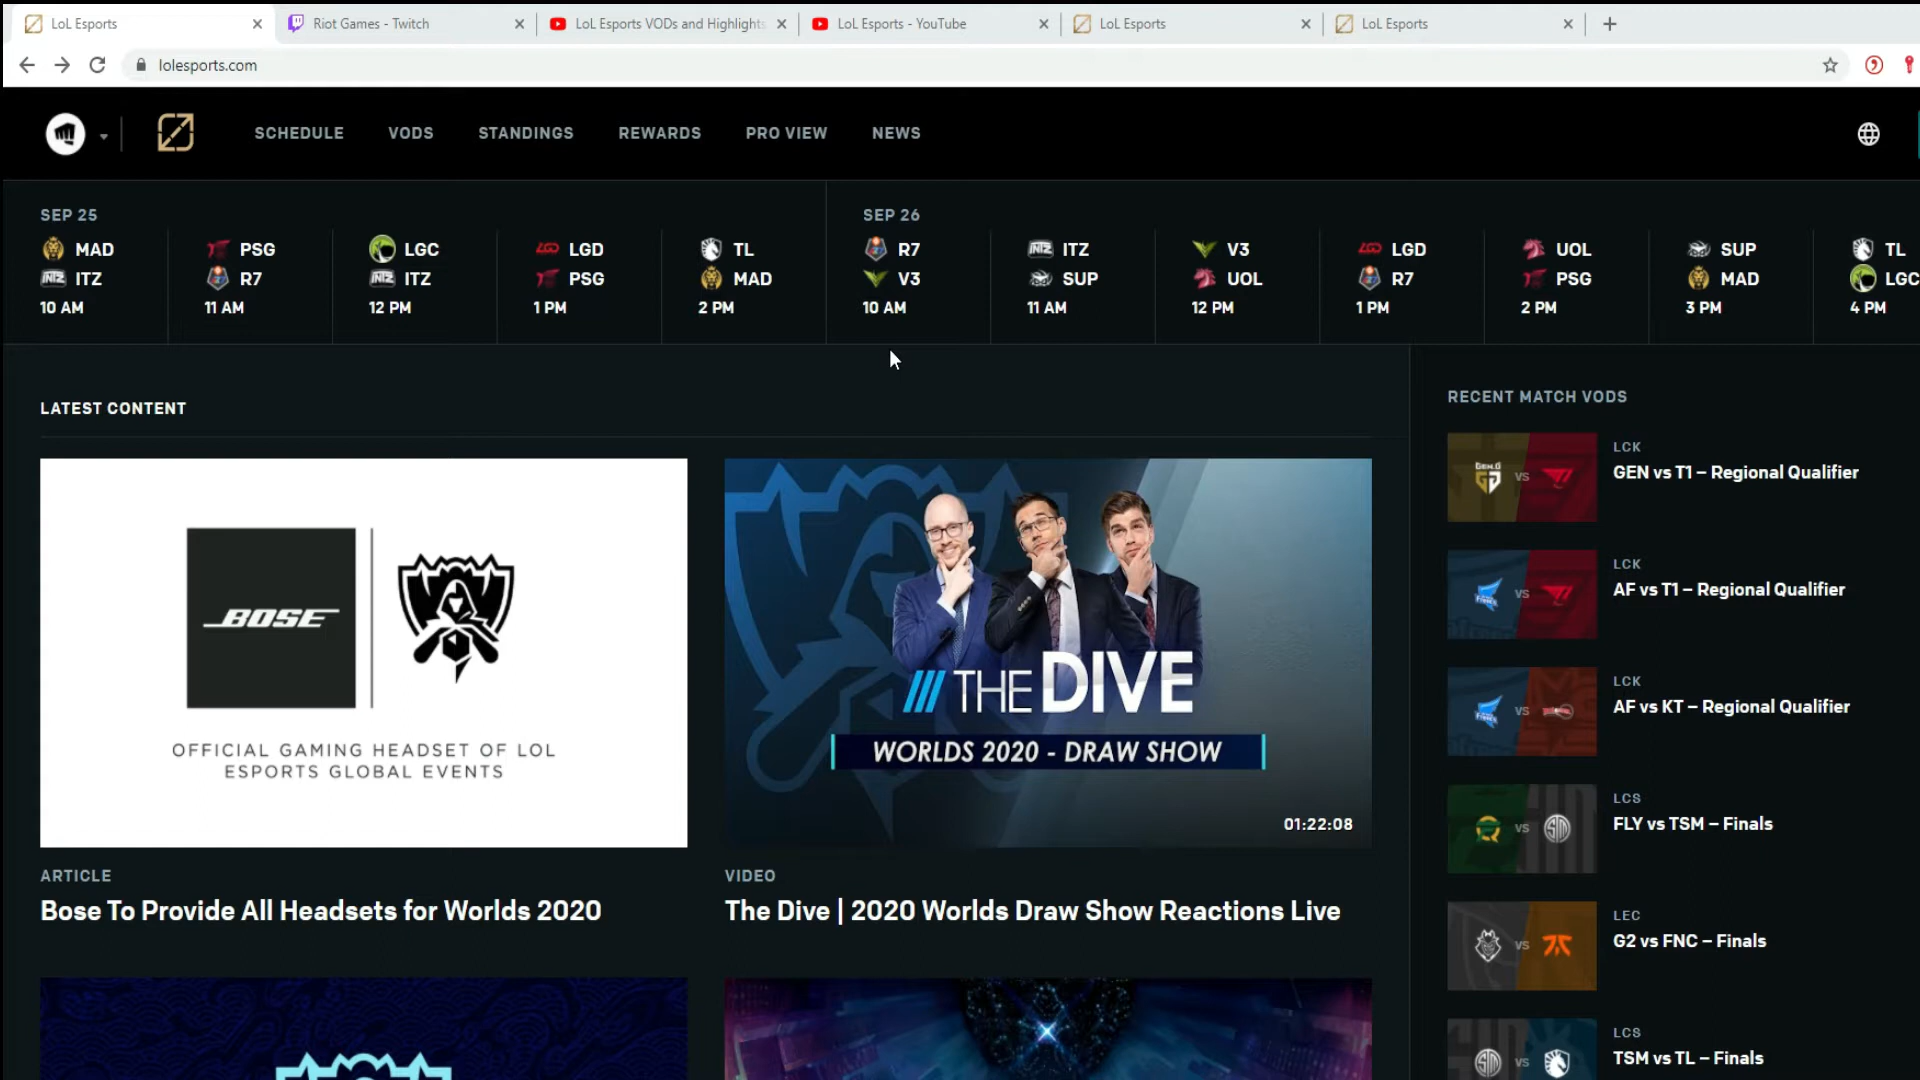 LoL Esports
Riot Games - Twitch
LoL Esports VODs and Highlights
LoL Esports - YouTube
LoL Esports
LoL Esports
lolesports.com
SCHEDULE
VODS
STANDINGS
REWARDS
PRO VIEW
NEWS
SEP 25
MAD
ITZ
10 AM
PSG
R7
11 AM
LGC
ITZ
12 PM
LGD
PSG
1 PM
TL
MAD
2 PM
SEP 26
R7
V3
10 AM
ITZ
SUP
11 AM
V3
UOL
12 PM
LGD
R7
1 PM
UOL
PSG
2 PM
SUP
MAD
3 PM
TL
LGC
4 PM
LATEST CONTENT
BOSE
OFFICIAL GAMING HEADSET OF LOL
ESPORTS GLOBAL EVENTS
ARTICLE
Bose To Provide All Headsets for Worlds 2020
THE DIVE
WORLDS 2020 - DRAW SHOW
01:22:08
VIDEO
The Dive | 2020 Worlds Draw Show Reactions Live
RECENT MATCH VODS
GEN.G
VS
LCK
GEN vs T1 – Regional Qualifier
VS
LCK
AF vs T1 – Regional Qualifier
VS
LCK
AF vs KT – Regional Qualifier
VS
LCS
FLY vs TSM – Finals
VS
LEC
G2 vs FNC – Finals
VS
LCS
TSM vs TL – Finals